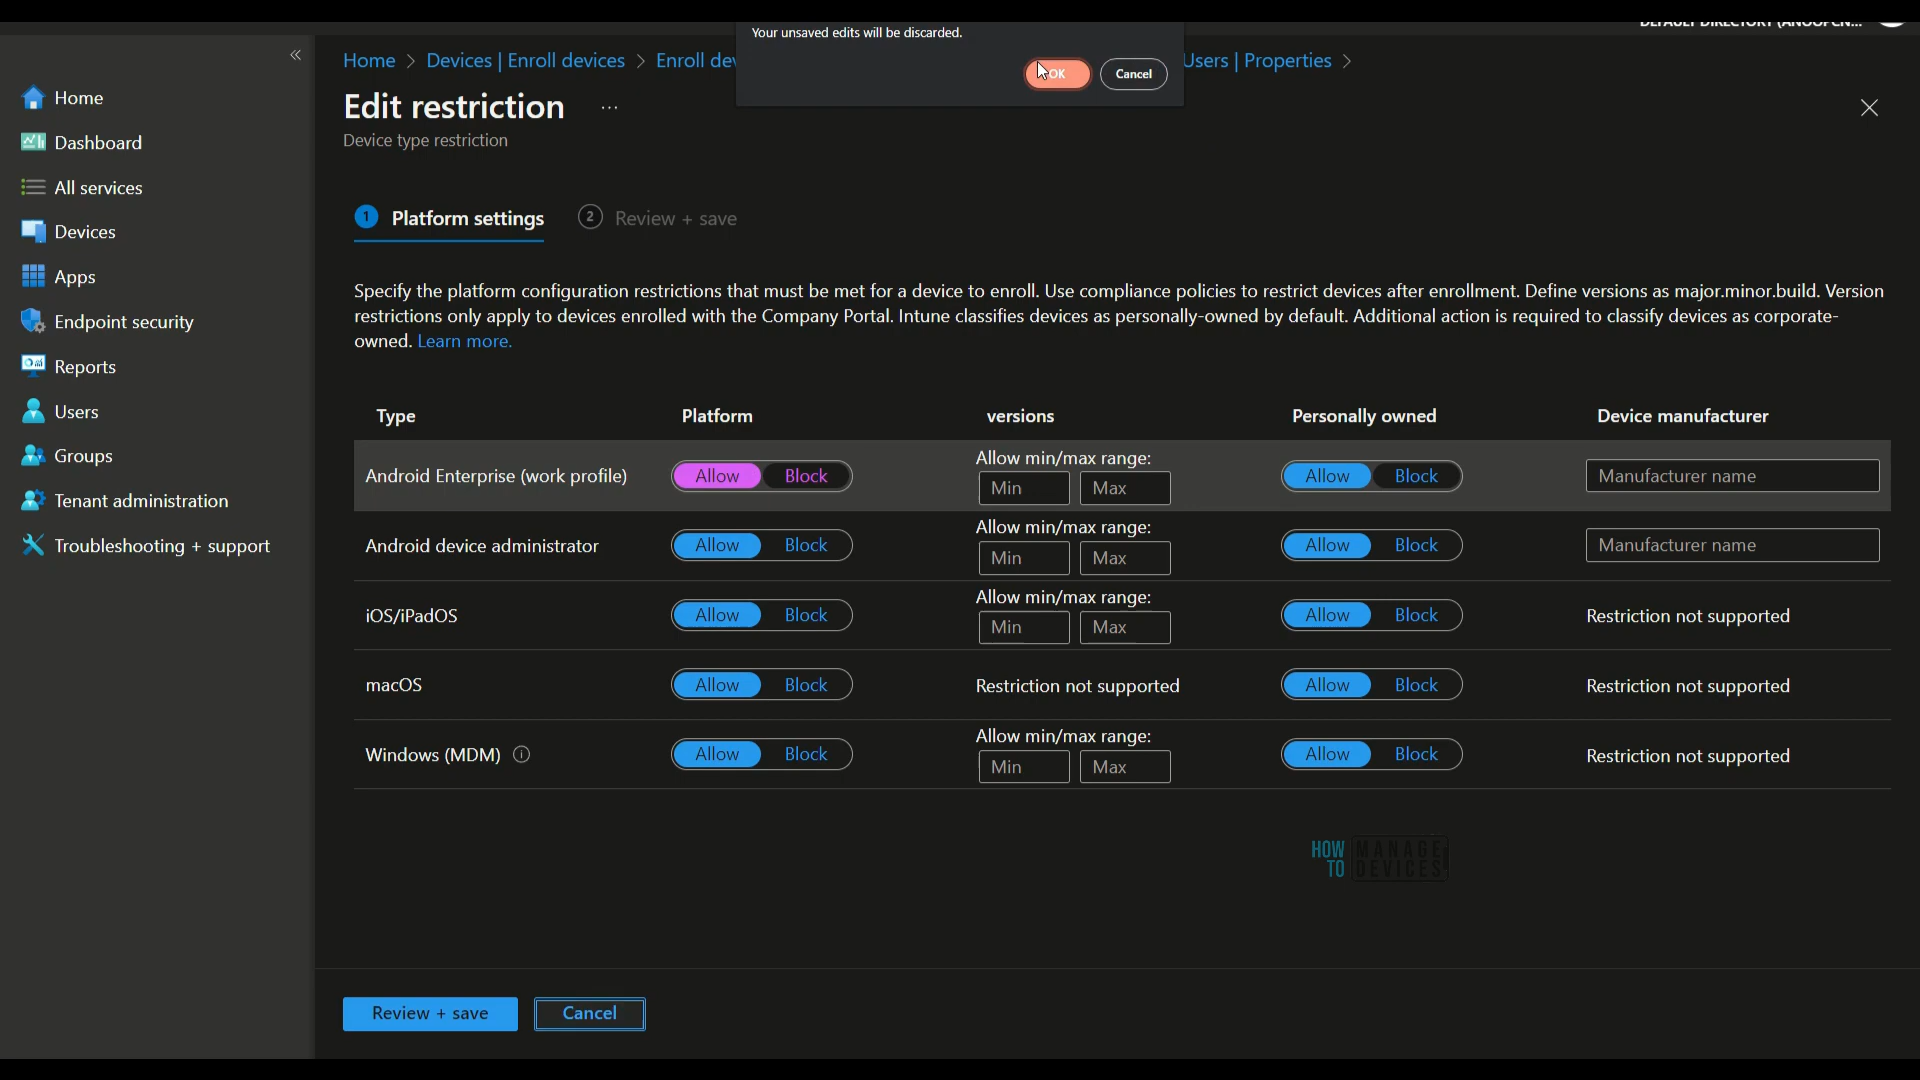 Your unsaved edits will be discarded.
OK
Cancel
Home > Devices | Enroll devices > Enroll dev
Users | Properties >
Edit restriction ...
Device type restriction
«
Home
Dashboard
All services
Devices
Apps
Endpoint security
Reports
Users
Groups
Tenant administration
Troubleshooting + support
1 Platform settings
2 Review + save
Specify the platform configuration restrictions that must be met for a device to enroll. Use compliance policies to restrict devices after enrollment. Define versions as major.minor.build. Version
restrictions only apply to devices enrolled with the Company Portal. Intune classifies devices as personally-owned by default. Additional action is required to classify devices as corporate-
owned. Learn more.
Type Platform versions Personally owned Device manufacturer
Allow min/max range:
Android Enterprise (work profile) Allow Block Min Max Allow Block Manufacturer name
Allow min/max range:
Android device administrator Allow Block Min Max Allow Block Manufacturer name
Allow min/max range:
iOS/iPadOS Allow Block Min Max Allow Block Restriction not supported
macOS Allow Block Restriction not supported Allow Block Restriction not supported
Allow min/max range:
Windows (MDM) Allow Block Min Max Allow Block Restriction not supported
HOW TO MANAGE DEVICES
Review + save
Cancel